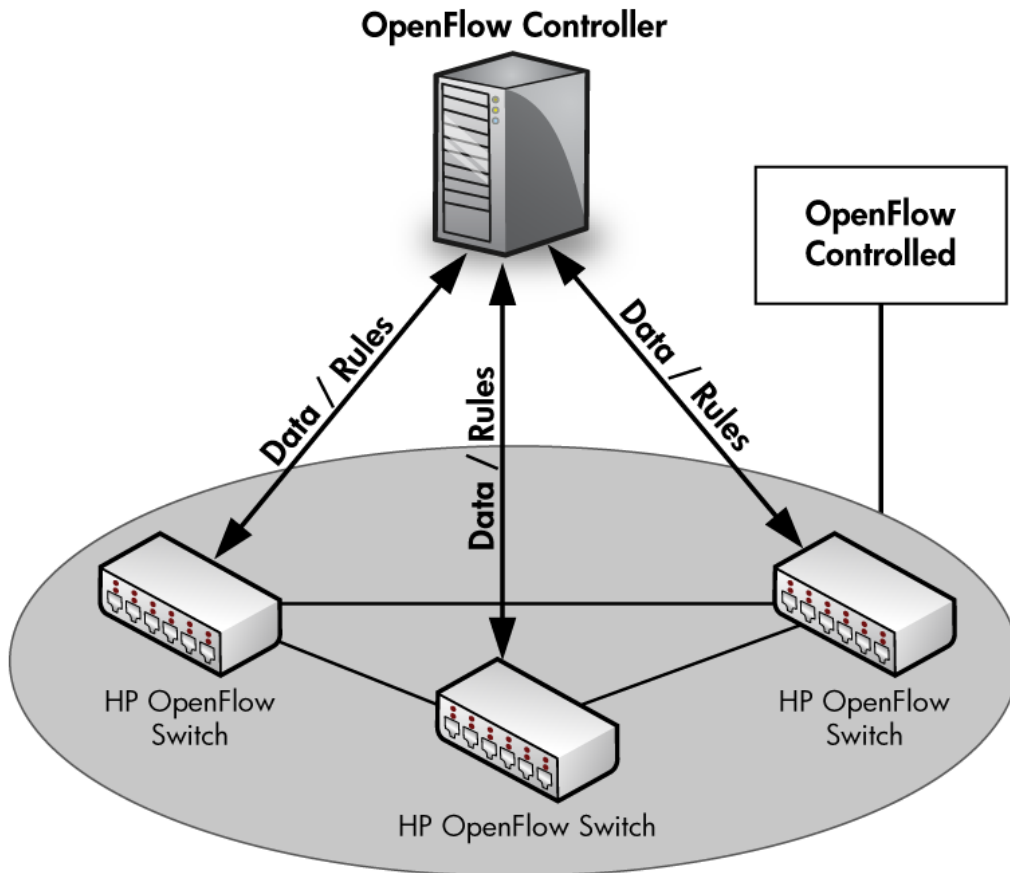 OpenFlow Controller
OpenFlow
Controlled
Data / Rules
Data / Rules
Data / Rules
HP OpenFlow
Switch
HP OpenFlow Switch
HP OpenFlow
Switch